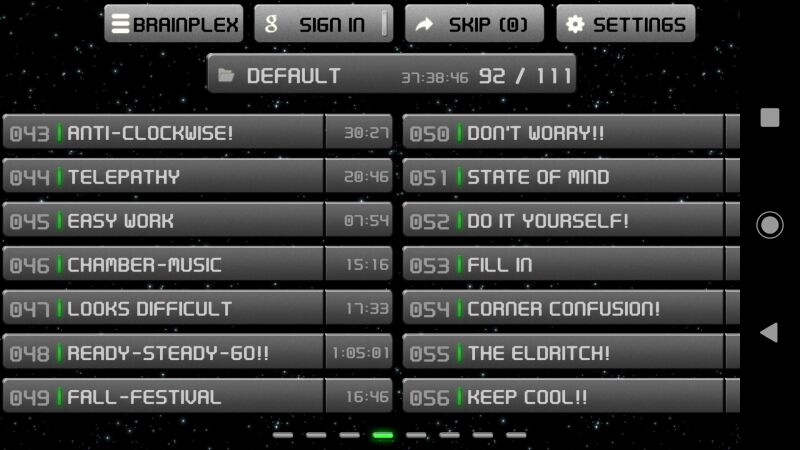 BRAINPLEX
g SIGN IN
SKIP (0)
SETTINGS
DEFAULT 37:38:46 92 / 111
043 ANTI-CLOCKWISE! 30:27
044 TELEPATHY 20:46
045 EASY WORK 07:54
046 CHAMBER-MUSIC 15:16
047 LOOKS DIFFICULT 17:33
048 READY-STEADY-GO!! 1:05:01
049 FALL-FESTIVAL 16:46
050 DON'T WORRY!!
051 STATE OF MIND
052 DO IT YOURSELF!
053 FILL IN
054 CORNER CONFUSION!
055 THE ELDRITCH!
056 KEEP COOL!!